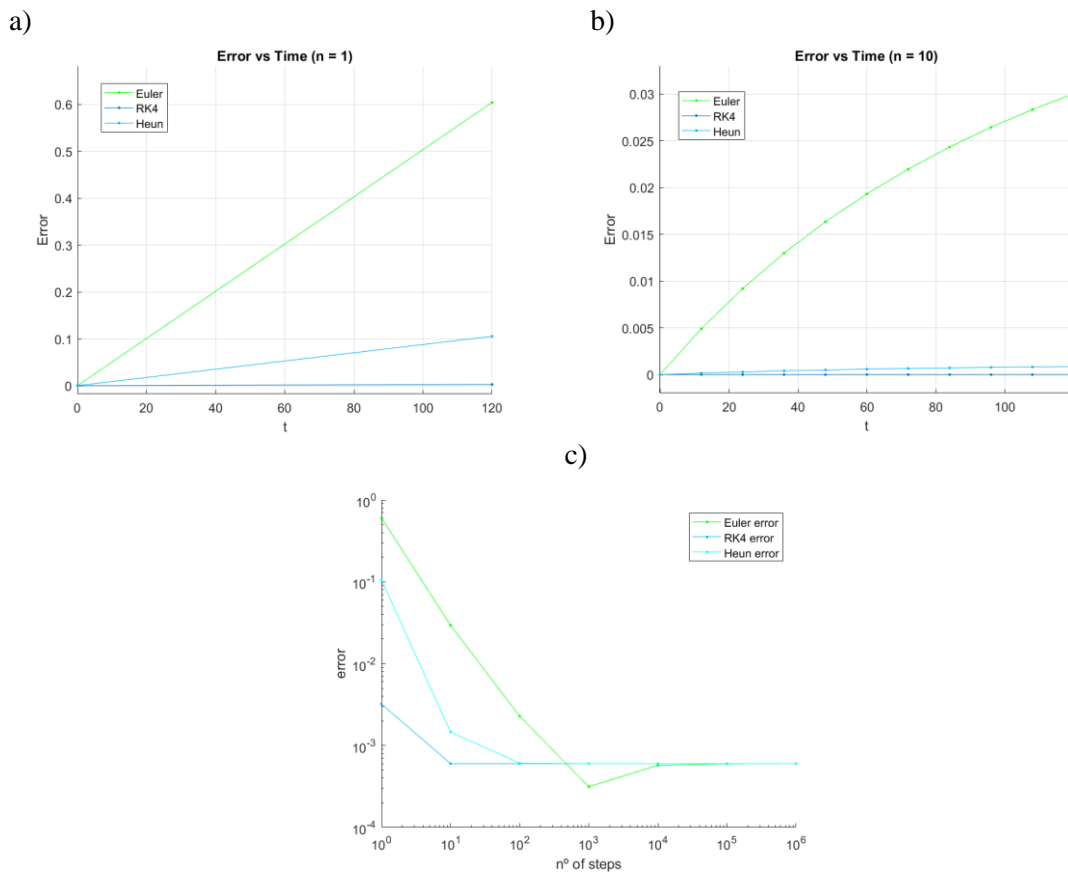 a)
Error vs Time (n = 1)
Euler
RK4
Heun
0.6
0.5
0.4
0.3
0.2
0.1
0
Error
0 20 40 60 80 100 120
t
b)
Error vs Time (n = 10)
Euler
RK4
Heun
0.03
0.025
0.02
0.015
0.01
0.005
0
Error
0 20 40 60 80 100
t
c)
10^0
10^-1
10^-2
10^-3
10^-4
error
Euler error
RK4 error
Heun error
10^0 10^1 10^2 10^3 10^4 10^5 10^6
nº of steps